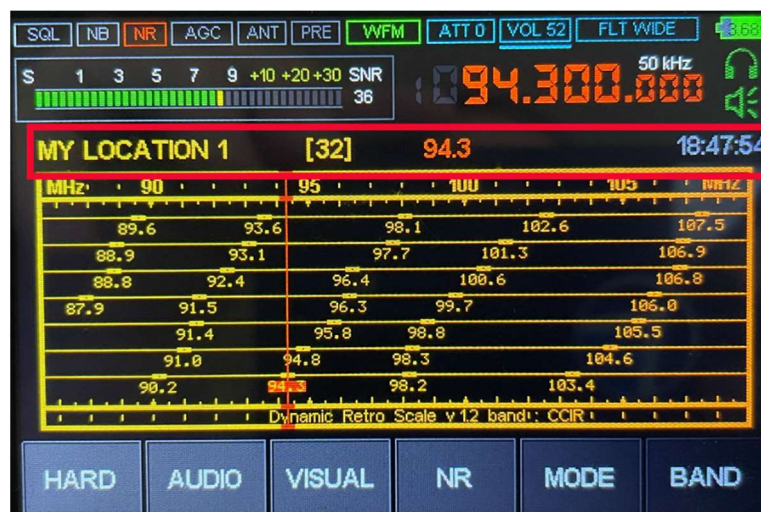 SQL NB NR AGC ANT PRE WFM ATT 0 VOL 52 FLT WIDE 3.68
S 1 3 5 7 9 +10 +20 +30 SNR
36
94.300.000
50 kHz
MY LOCATION 1 [32] 94.3 18:47:54
MHz 90 95 100 105 MHz
89.6 93.6 98.1 102.6 107.5
88.9 93.1 97.7 101.3 106.9
88.8 92.4 96.4 100.6 106.8
87.9 91.5 96.3 99.7 106.0
91.4 95.8 98.8 105.5
91.0 94.8 98.3 104.6
90.2 94.3 98.2 103.4
Dynamic Retro Scale v 1.2 band: CCIR
HARD AUDIO VISUAL NR MODE BAND